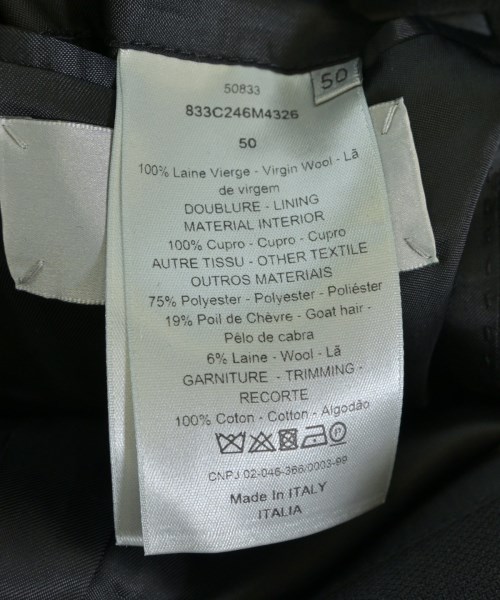 50
50833
833C246M4326
50
100% Laine Vierge - Virgin Wool - Lã
de virgem
DOUBLURE - LINING
MATERIAL INTERIOR
100% Cupro - Cupro - Cupro
AUTRE TISSU - OTHER TEXTILE
OUTROS MATERIAIS
75% Polyester - Polyester - Poliéster
19% Poil de Chèvre - Goat hair -
Pêlo de cabra
6% Laine - Wool - Lã
GARNITURE - TRIMMING -
RECORTE
100% Coton - Cotton - Algodão
P
CNPJ 02-046-366/0003-99
Made In ITALY
ITALIA